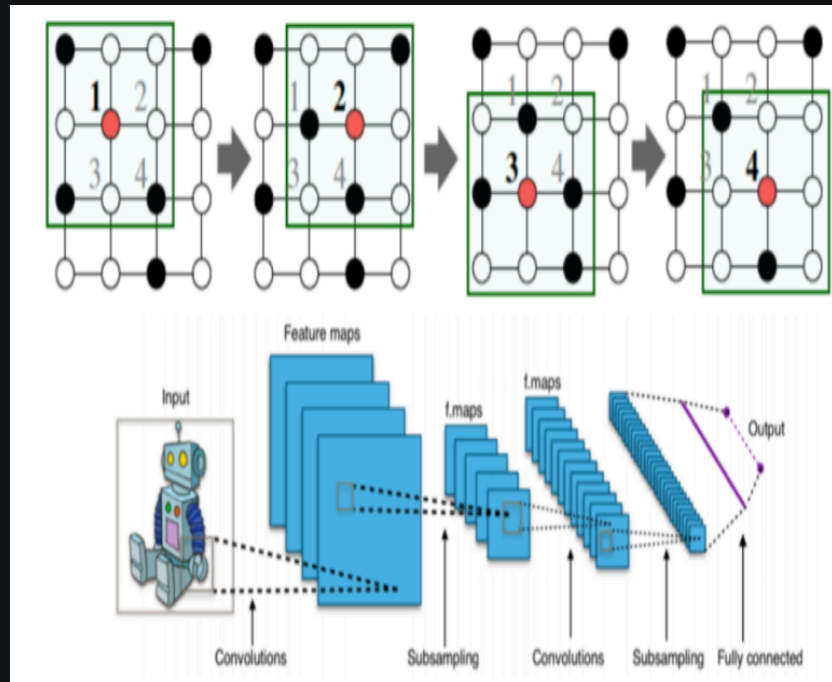 1 2
3 4
1 2
3 4
1 2
3 4
1 2
3 4
Feature maps
Input
f.maps
f.maps
Output
Convolutions
Subsampling
Convolutions
Subsampling
Fully connected